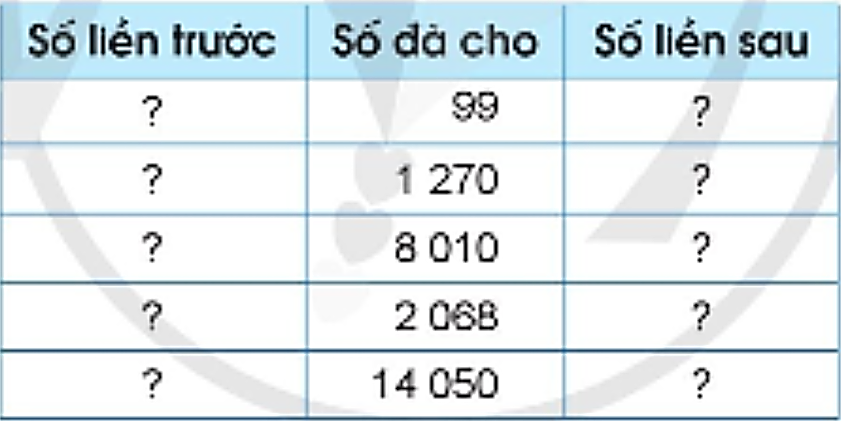 Số liền trước Số đã cho Số liền sau
? 99 ?
? 1 270 ?
? 8 010 ?
? 2 068 ?
? 14 050 ?